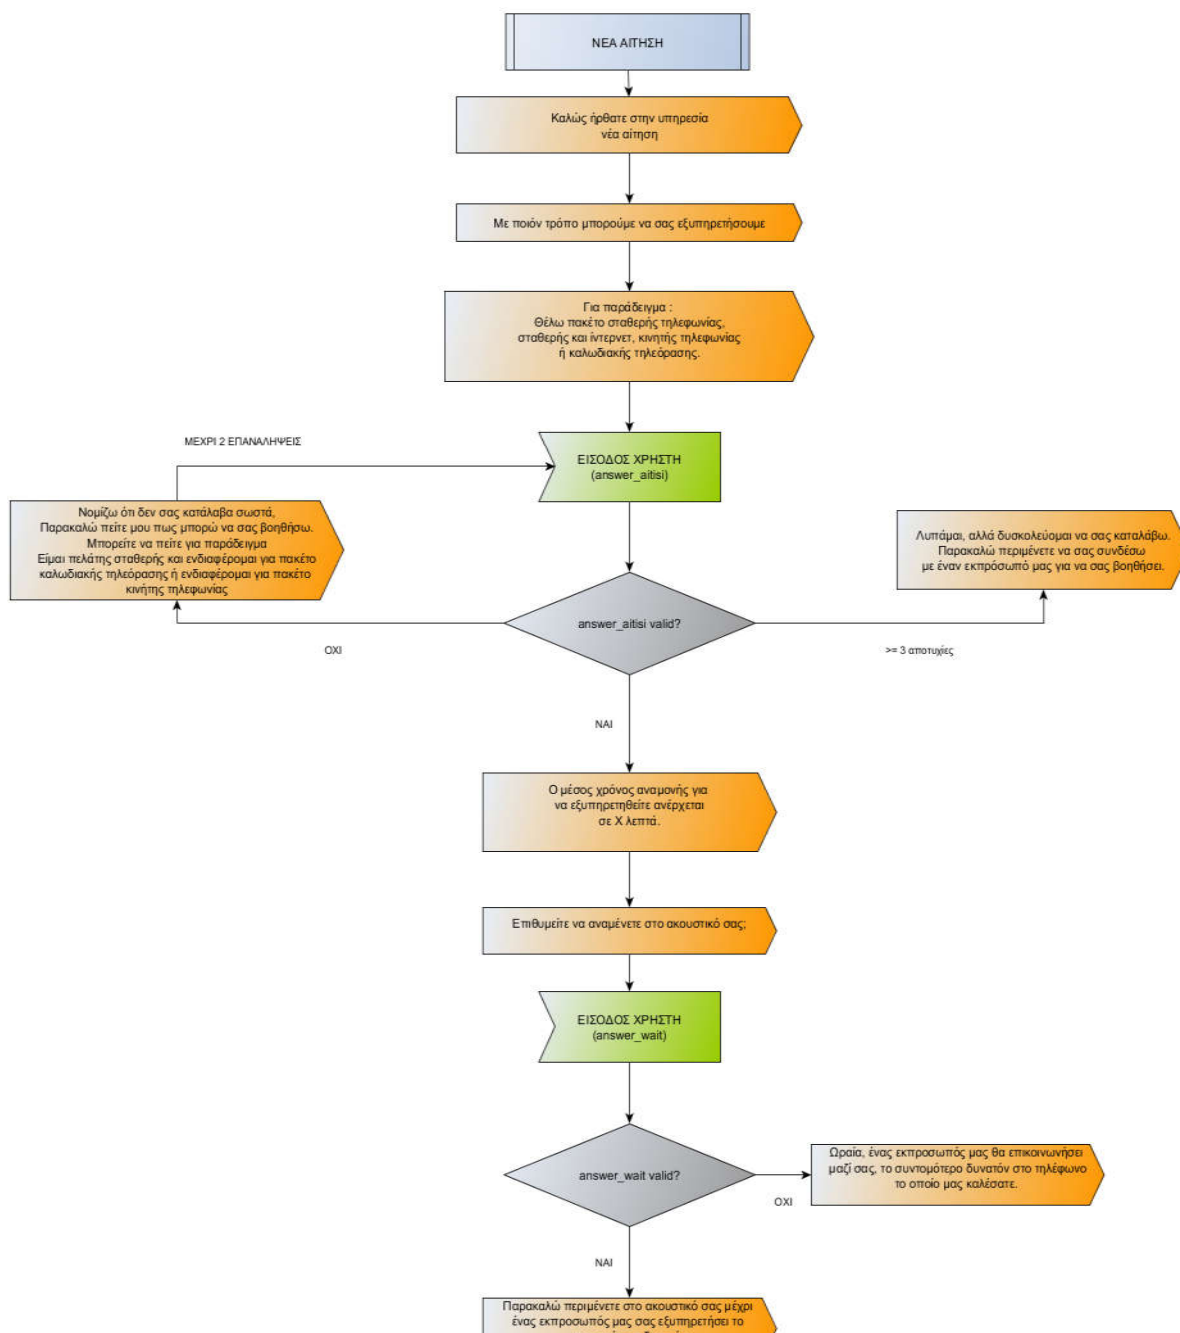 ΝΕΑ ΑΙΤΗΣΗ
Καλώς ήρθατε στην υπηρεσία
νέα αίτηση
Με ποιόν τρόπο μπορούμε να σας εξυπηρετήσουμε
Για παράδειγμα :
Θέλω πακέτο σταθερής τηλεφωνίας,
σταθερής και ίντερνετ, κινητής τηλεφωνίας
ή καλωδιακής τηλεόρασης.
ΜΕΧΡΙ 2 ΕΠΑΝΑΛΗΨΕΙΣ
ΕΙΣΟΔΟΣ ΧΡΗΣΤΗ
(answer_aitisi)
Νομίζω ότι δεν σας κατάλαβα σωστά,
Παρακαλώ πείτε μου πως μπορώ να σας βοηθήσω.
Μπορείτε να πείτε για παράδειγμα
Είμαι πελάτης σταθερής και ενδιαφέρομαι για πακέτο
καλωδιακής τηλεόρασης ή ενδιαφέρομαι για πακέτο
κινήτης τηλεφωνίας
Λυπάμαι, αλλά δυσκολεύομαι να σας καταλάβω.
Παρακαλώ περιμένετε να σας συνδέσω
με έναν εκπρόσωπό μας για να σας βοηθήσει.
answer_aitisi valid?
ΟΧΙ
>= 3 αποτυχίες
ΝΑΙ
Ο μέσος χρόνος αναμονής για
να εξυπηρετηθείτε ανέρχεται
σε Χ λεπτά.
Επιθυμείτε να αναμένετε στο ακουστικό σας;
ΕΙΣΟΔΟΣ ΧΡΗΣΤΗ
(answer_wait)
answer_wait valid?
Ωραία, ένας εκπροσωπός μας θα επικοινωνήσει
μαζί σας, το συντομότερο δυνατόν στο τηλέφωνο
το οποίο μας καλέσατε.
ΟΧΙ
ΝΑΙ
Παρακαλώ περιμένετε στο ακουστικό σας μέχρι
ένας εκπροσωπός μας σας εξυπηρετήσει το